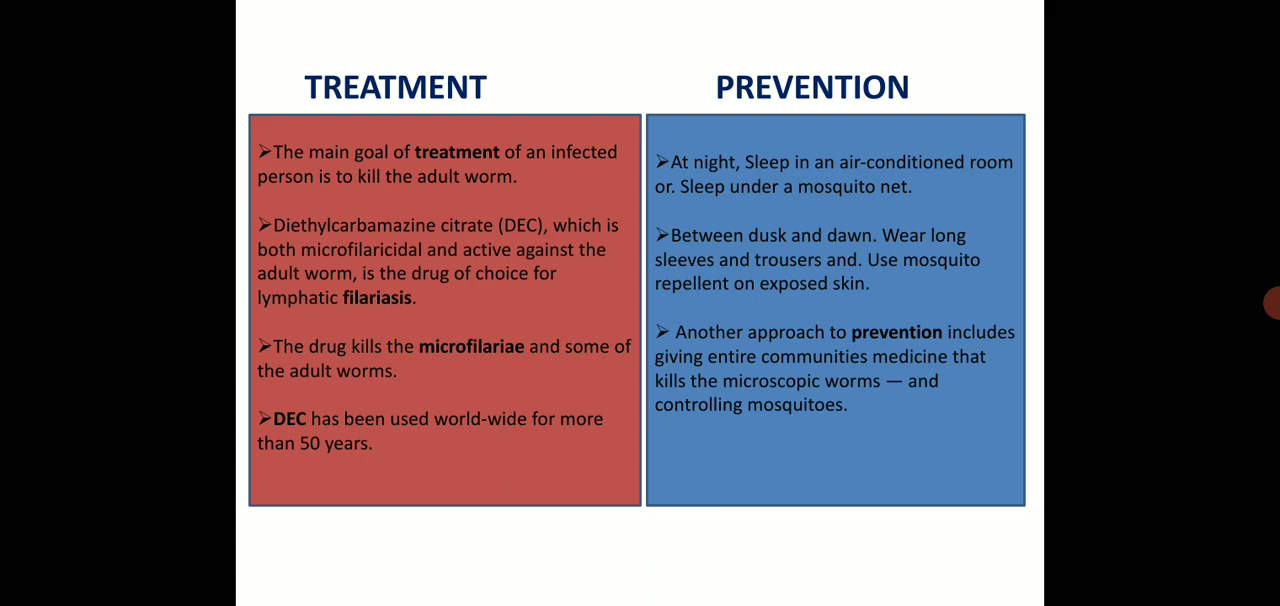 TREATMENT
➢The main goal of treatment of an infected
person is to kill the adult worm.
➢Diethylcarbamazine citrate (DEC), which is
both microfilaricidal and active against the
adult worm, is the drug of choice for
lymphatic filariasis.
➢The drug kills the microfilariae and some of
the adult worms.
➢DEC has been used world-wide for more
than 50 years.
PREVENTION
➢At night, Sleep in an air-conditioned room
or. Sleep under a mosquito net.
➢Between dusk and dawn. Wear long
sleeves and trousers and. Use mosquito
repellent on exposed skin.
➢ Another approach to prevention includes
giving entire communities medicine that
kills the microscopic worms — and
controlling mosquitoes.